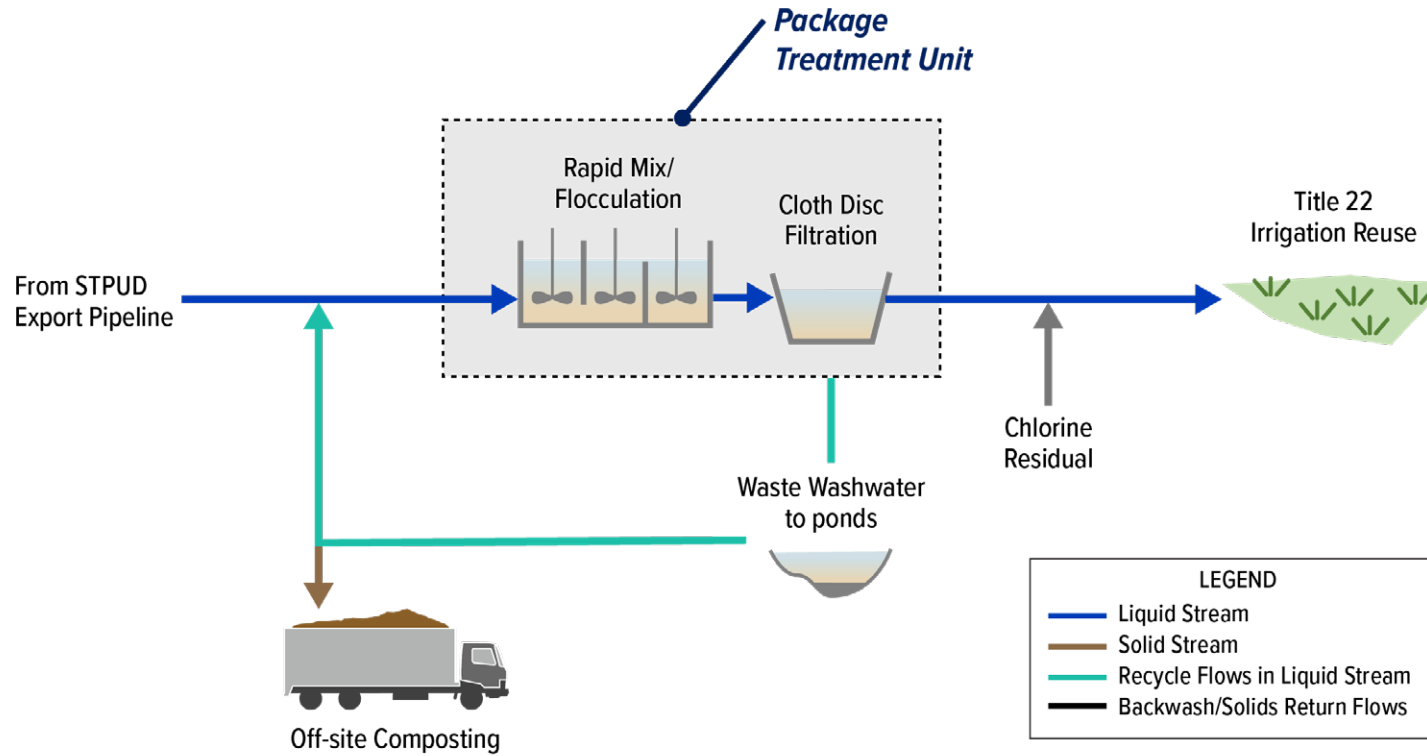 Package
Treatment Unit
Rapid Mix/
Flocculation
Cloth Disc
Filtration
Title 22
Irrigation Reuse
From STPUD
Export Pipeline
Chlorine
Residual
Waste Washwater
to ponds
Off-site Composting
LEGEND
Liquid Stream
Solid Stream
Recycle Flows in Liquid Stream
Backwash/Solids Return Flows